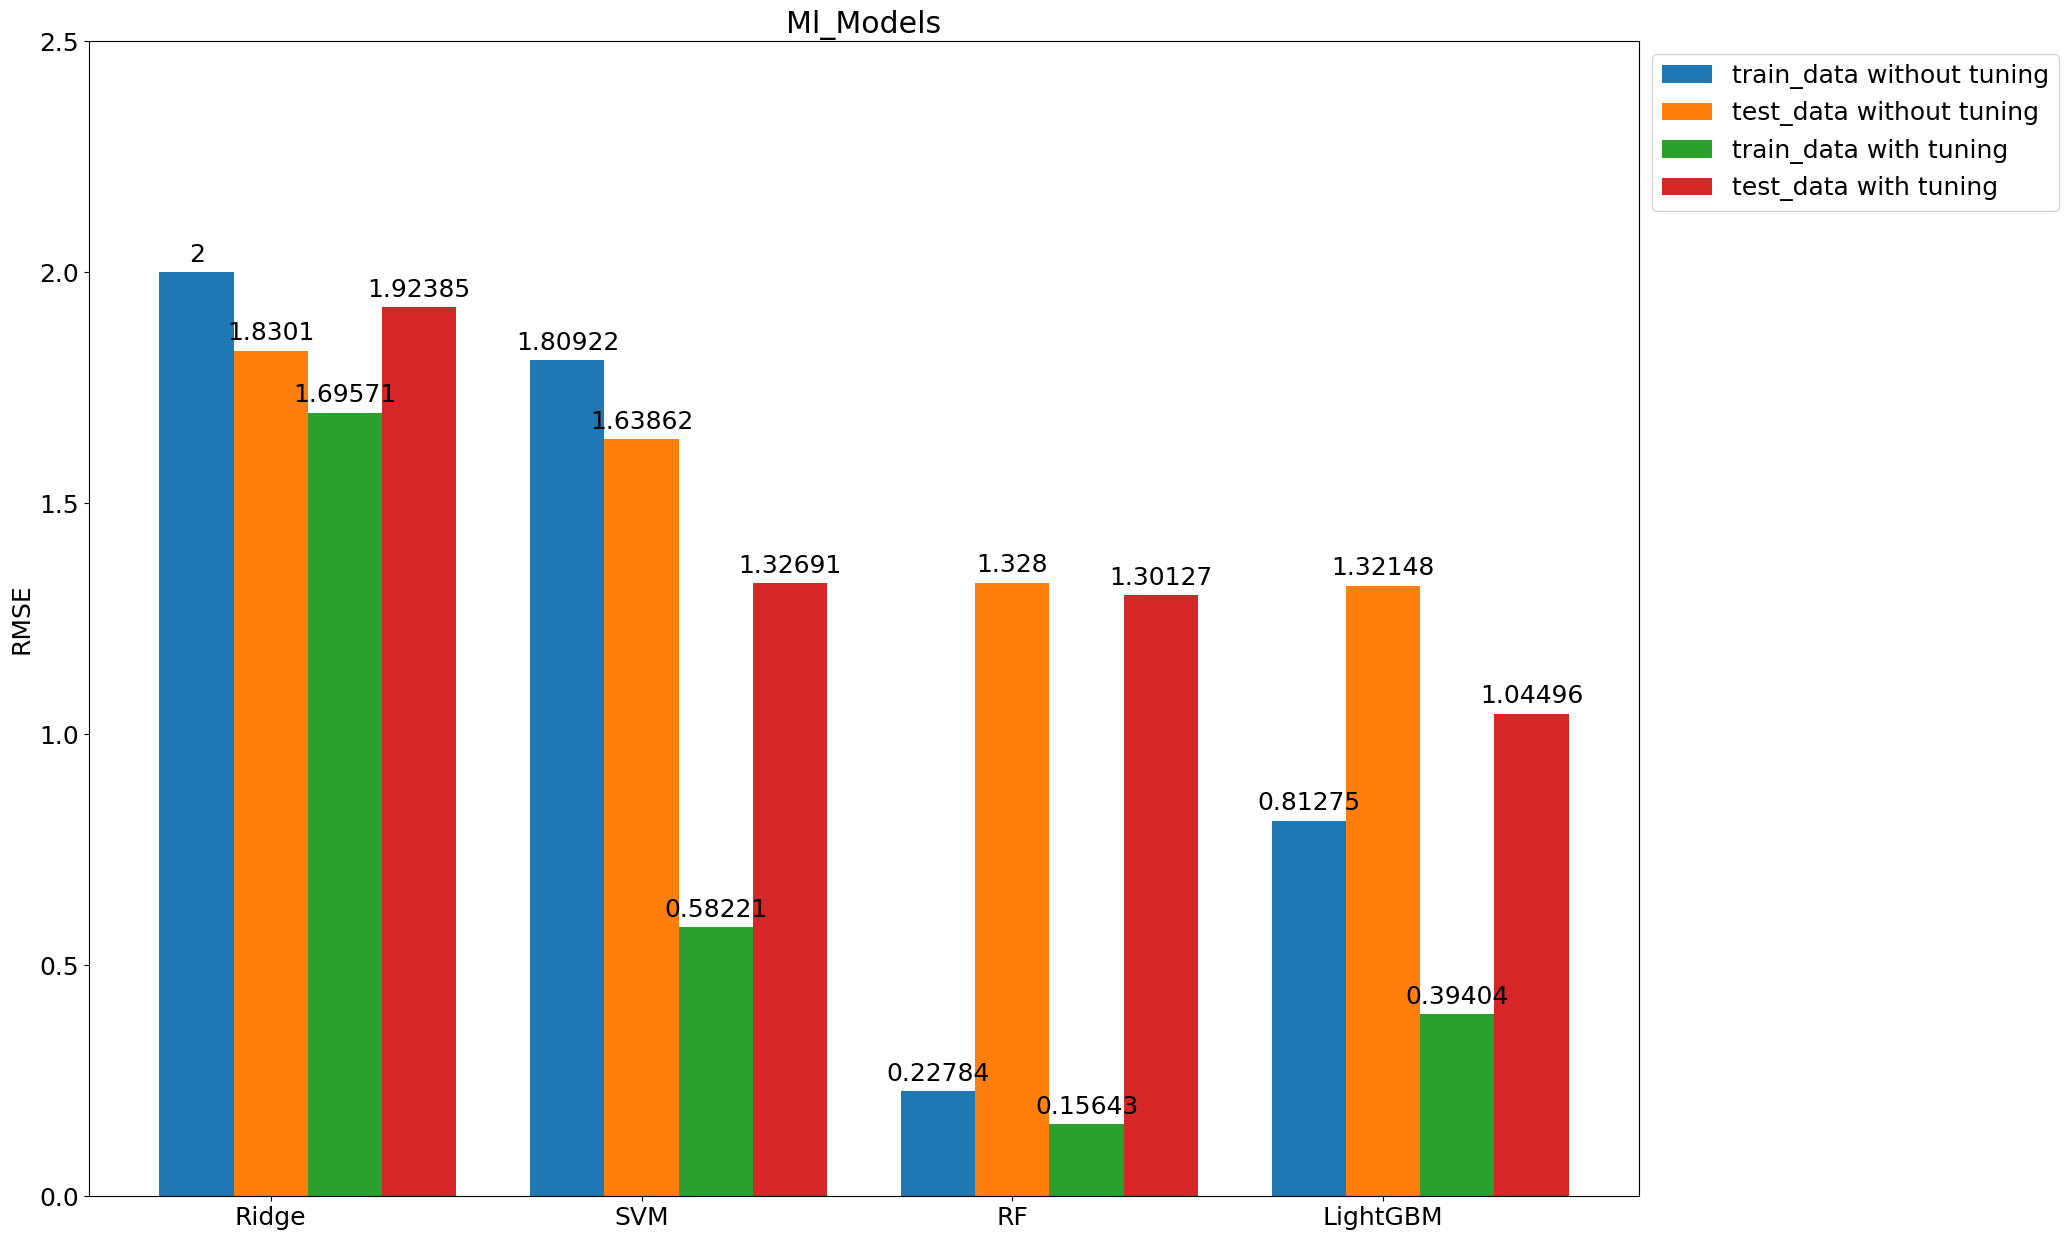 Ml_Models
2.5
2.0
1.5
1.0
0.5
0.0
RMSE
2
1.8301
1.69571
1.92385
1.80922
1.63862
0.58221
1.32691
0.22784
1.328
0.15643
1.30127
0.81275
1.32148
0.39404
1.04496
Ridge
SVM
RF
LightGBM
train_data without tuning
test_data without tuning
train_data with tuning
test_data with tuning